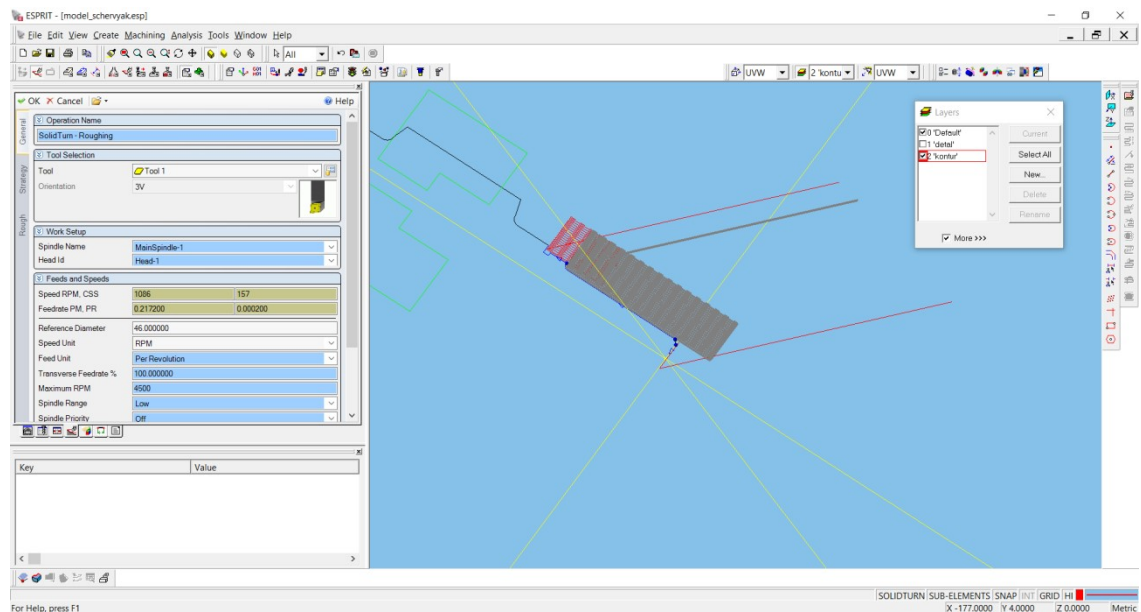 ESPRIT - [model_schervyak.esp]
File Edit View Create Machining Analysis Tools Window Help
All
UVW 2 'kontu UVW
OK Cancel Help
General
Strategy
Rough
Operation Name
SolidTurn - Roughing
Tool Selection
Tool Tool 1
Orientation 3V
Work Setup
Spindle Name MainSpindle-1
Head Id Head-1
Feeds and Speeds
Speed RPM, CSS 1086 157
Feedrate PM, PR 0.217200 0.000200
Reference Diameter 46.000000
Speed Unit RPM
Feed Unit Per Revolution
Transverse Feedrate % 100.000000
Maximum RPM 4500
Spindle Range Low
Spindle Priority Off
Key Value
Layers
0 'Default' Current
1 'detal'
2 'kontur' Select All
New...
Delete
Rename
More >>>
SOLIDTURN SUB-ELEMENTS SNAP INT GRID HI
For Help, press F1 X -177.0000 Y 4.0000 Z 0.0000 Metric